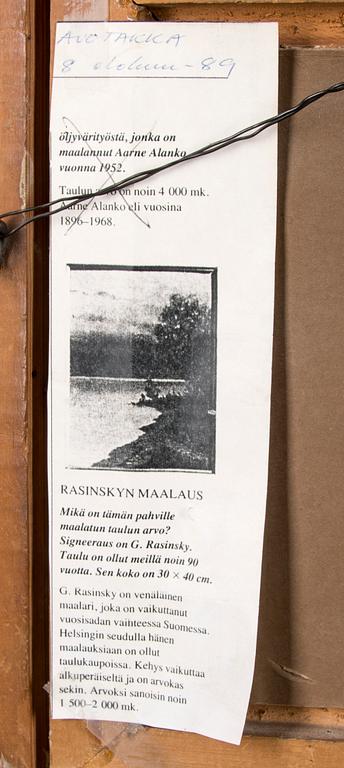 AVOTAKKA
8 elokuu-89
öljyvärityöstä, jonka on
maalannut Aarne Alanko
vuonna 1952.
Taulun arvo on noin 4 000 mk.
Aarne Alanko eli vuosina
1896–1968.
RASINSKYN MAALAUS
Mikä on tämän pahville
maalatun taulun arvo?
Signeeraus on G. Rasinsky.
Taulu on ollut meillä noin 90
vuotta. Sen koko on 30 × 40 cm.
G. Rasinsky on venäläinen
maalari, joka on vaikuttanut
vuosisadan vaihteessa Suomessa.
Helsingin seudulla hänen
maalauksiaan on ollut
taulukaupoissa. Kehys vaikuttaa
alkuperäiseltä ja on arvokas
sekin. Arvoksi sanoisin noin
1 500–2 000 mk.